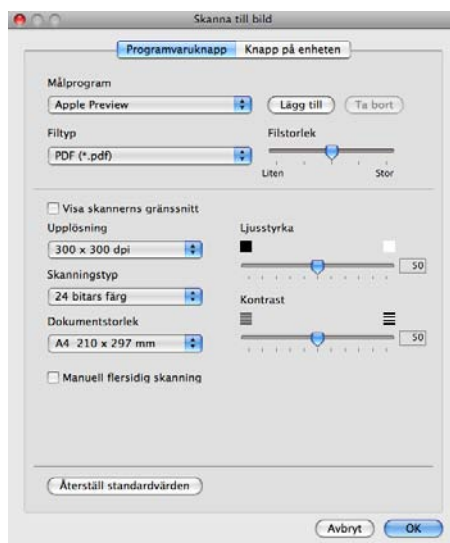 Skanna till bild
Programvaruknapp Knapp på enheten
Målprogram
Apple Preview Lägg till Ta bort
Filtyp Filstorlek
PDF (*.pdf)
Liten Stor
Visa skannerns gränssnitt
Upplösning Ljusstyrka
300 x 300 dpi
50
Skanningstyp
24 bitars färg Kontrast
Dokumentstorlek
A4 210 x 297 mm 50
Manuell flersidig skanning
Återställ standardvärden
Avbryt OK